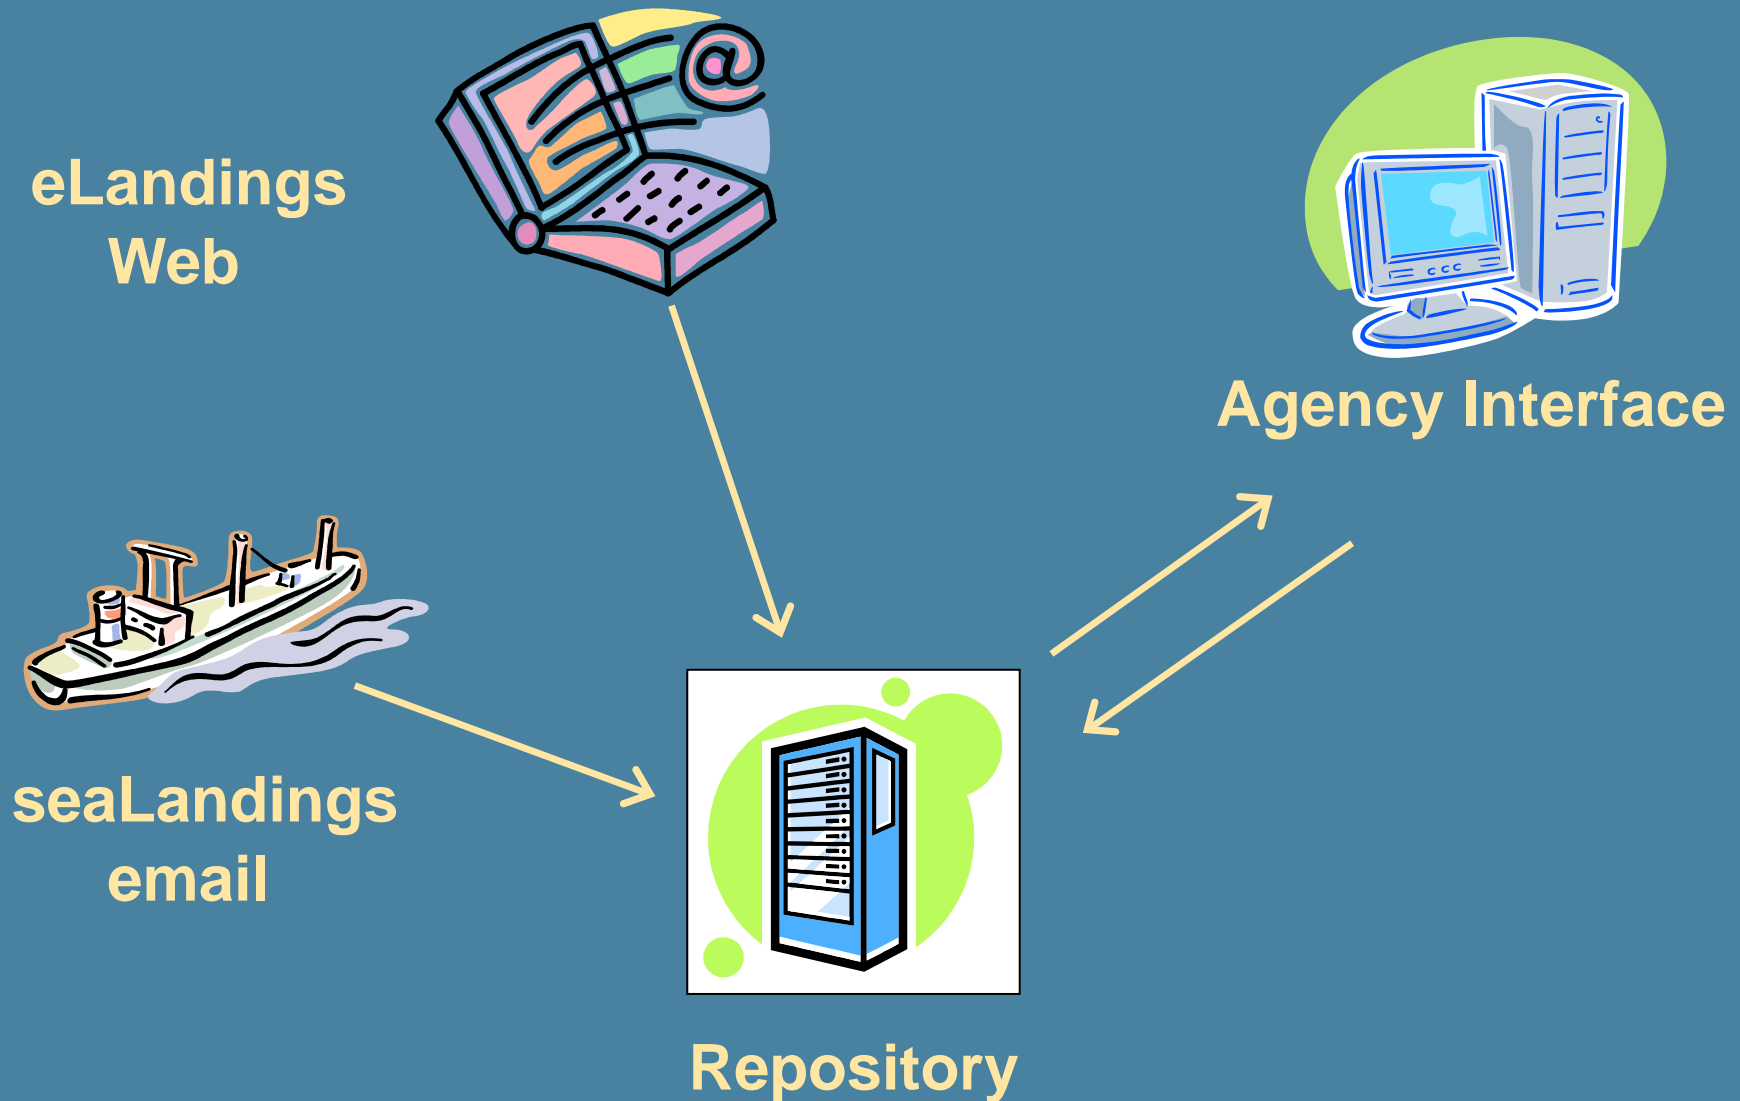 eLandings
Web
Agency Interface
seaLandings
email
Repository